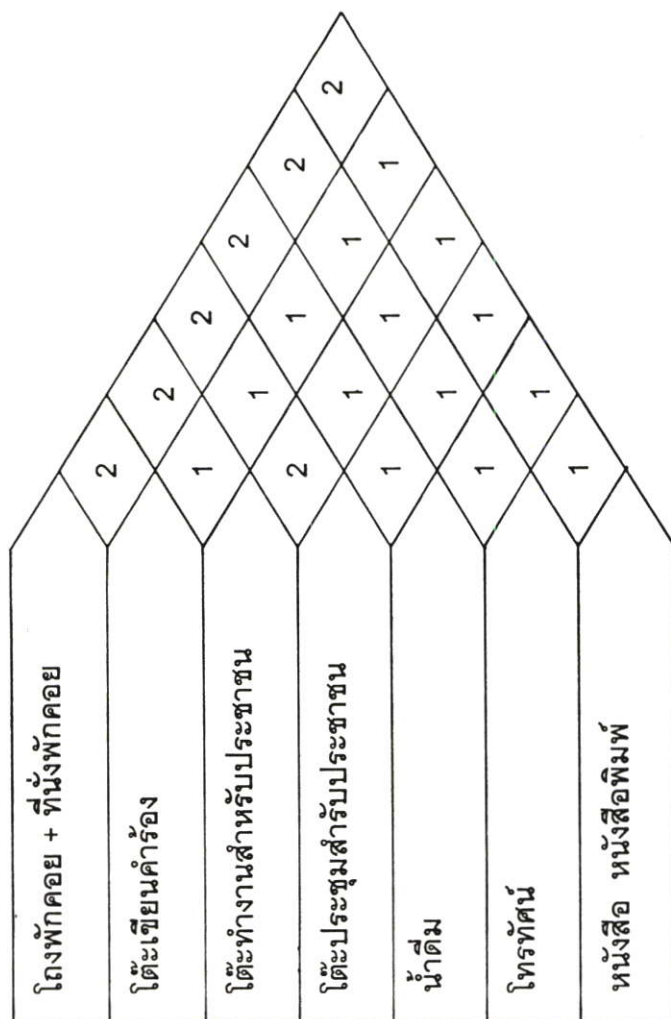 โถงพักคอย + ที่นั่งพักคอย
โต๊ะเขียนคำร้อง
โต๊ะทำงานสำหรับประชาชน
โต๊ะประชุมสำรับประชาชน
น้ำดื่ม
โทรทัศน์
หนังสือ หนังสือพิมพ์
2
2 1
2 1 1
2 1 1 1
2 1 1 1 1
2 1 2 1 1 1